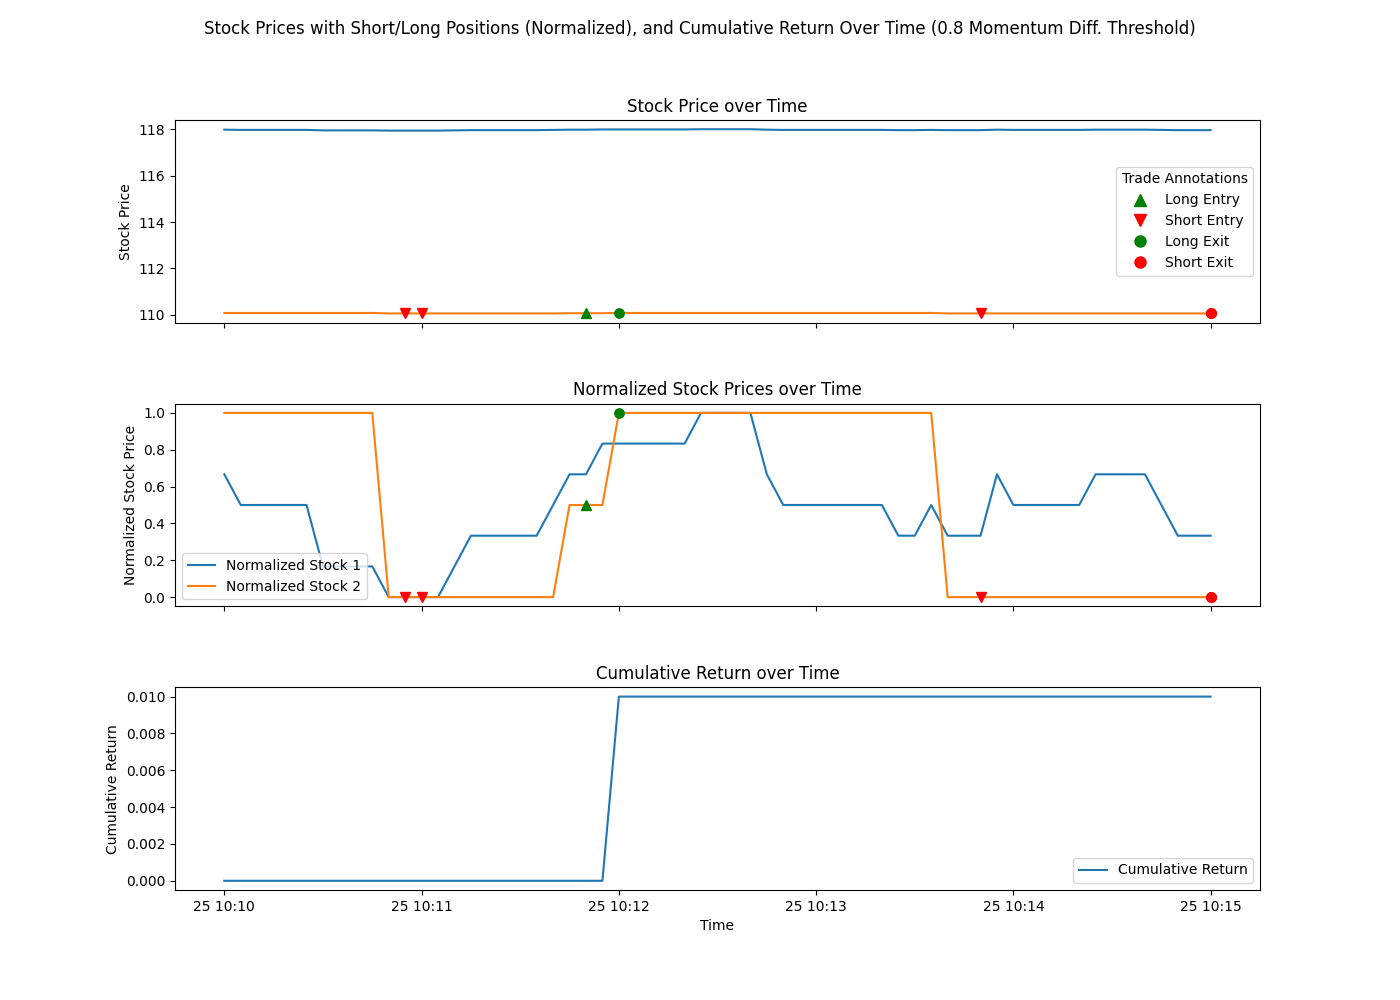 Stock Prices with Short/Long Positions (Normalized), and Cumulative Return Over Time (0.8 Momentum Diff. Threshold)
Stock Price over Time
118
116
114
112
110
Stock Price
Trade Annotations
Long Entry
Short Entry
Long Exit
Short Exit
Normalized Stock Prices over Time
1.0
0.8
0.6
0.4
0.2
0.0
Normalized Stock Price
Normalized Stock 1
Normalized Stock 2
Cumulative Return over Time
0.010
0.008
0.006
0.004
0.002
0.000
Cumulative Return
Cumulative Return
25 10:10 25 10:11 25 10:12 25 10:13 25 10:14 25 10:15
Time